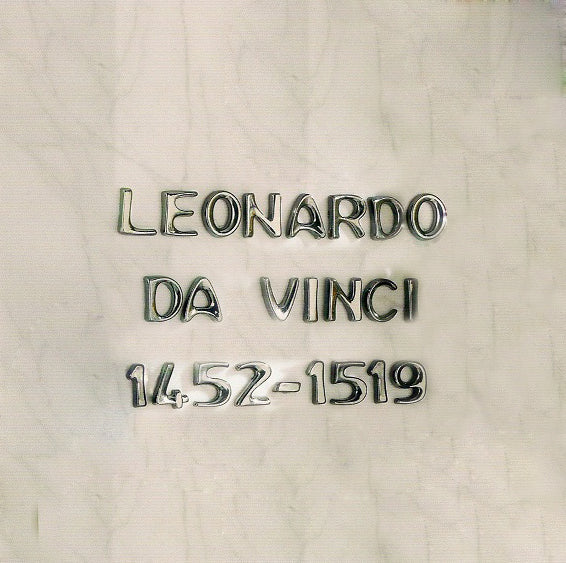 LEONARDO
DA VINCI
1452-1519